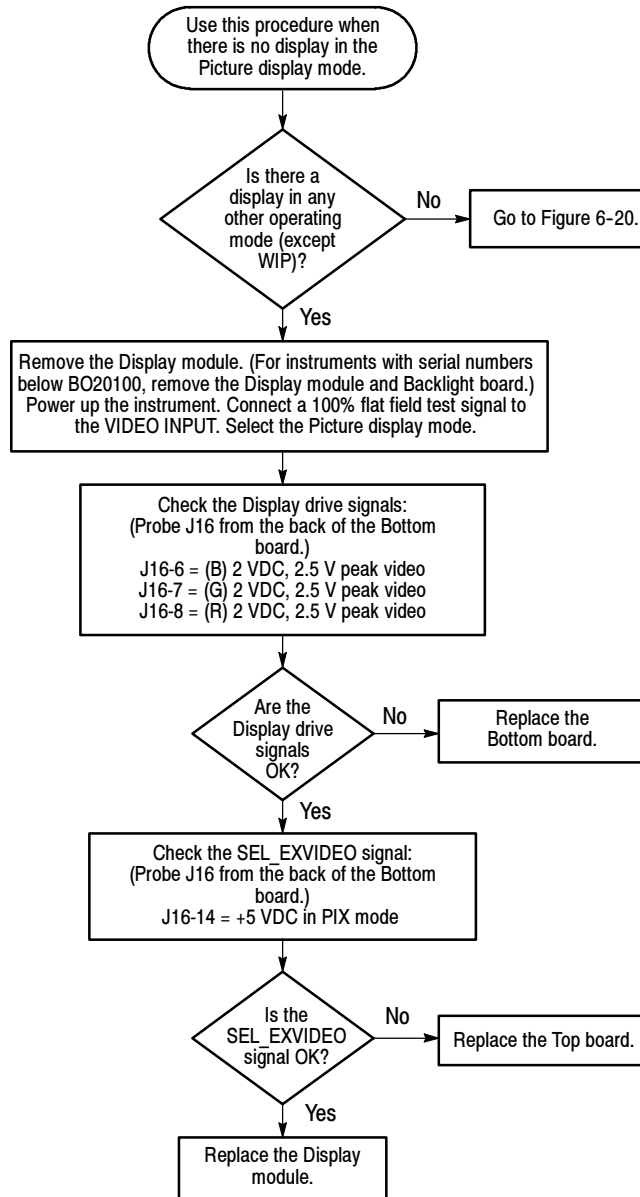 Use this procedure when
there is no display in the
Picture display mode.
Is there a
display in any
other operating
mode (except
WIP)?
No
Go to Figure 6-20.
Yes
Remove the Display module. (For instruments with serial numbers
below BO20100, remove the Display module and Backlight board.)
Power up the instrument. Connect a 100% flat field test signal to
the VIDEO INPUT. Select the Picture display mode.
Check the Display drive signals:
(Probe J16 from the back of the Bottom
board.)
J16-6 = (B) 2 VDC, 2.5 V peak video
J16-7 = (G) 2 VDC, 2.5 V peak video
J16-8 = (R) 2 VDC, 2.5 V peak video
Are the
Display drive
signals
OK?
No
Replace the
Bottom board.
Yes
Check the SEL_EXVIDEO signal:
(Probe J16 from the back of the Bottom
board.)
J16-14 = +5 VDC in PIX mode
Is the
SEL_EXVIDEO
signal OK?
No
Replace the Top board.
Yes
Replace the Display
module.